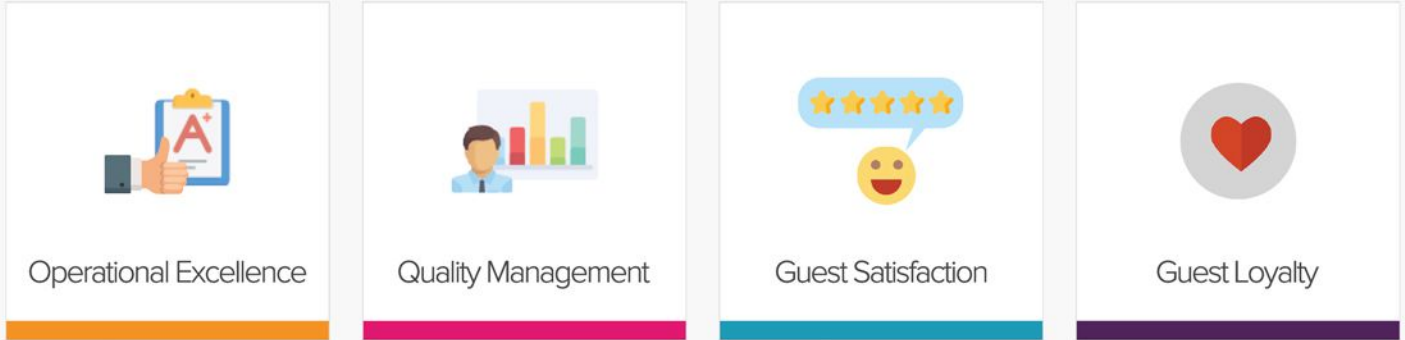 A+
Operational Excellence
Quality Management
Guest Satisfaction
Guest Loyalty